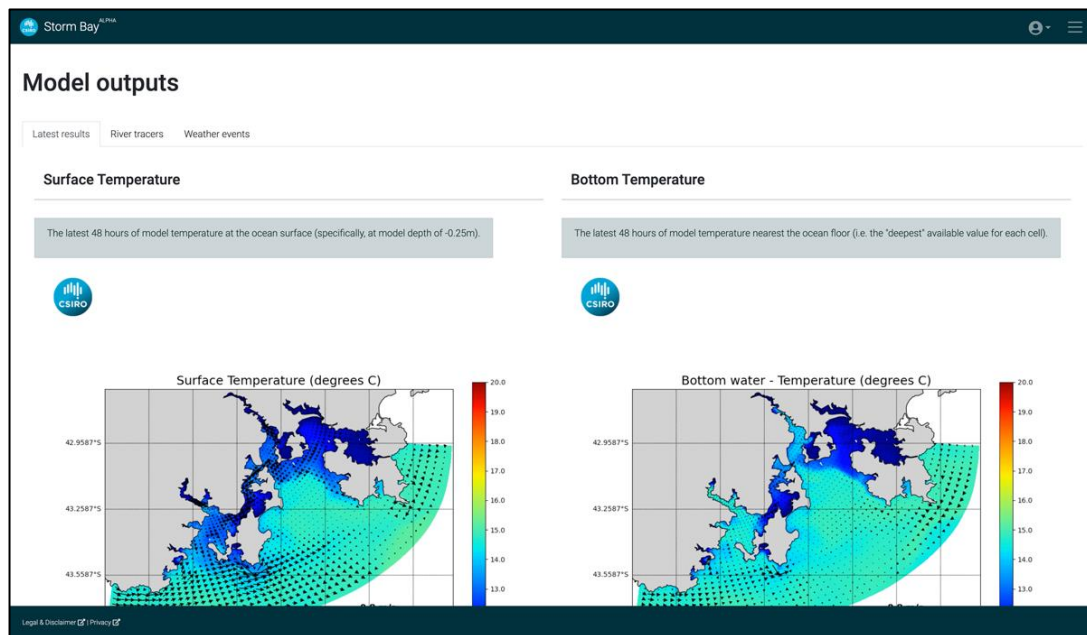 CSIRO
Storm Bay ALPHA
Model outputs
Latest results
River tracers
Weather events
Surface Temperature
The latest 48 hours of model temperature at the ocean surface (specifically, at model depth of -0.25m).
CSIRO
Surface Temperature (degrees C)
42.9587°S
43.2587°S
43.5587°S
20.0
19.0
18.0
17.0
16.0
15.0
14.0
13.0
Bottom Temperature
The latest 48 hours of model temperature nearest the ocean floor (i.e. the "deepest" available value for each cell).
CSIRO
Bottom water - Temperature (degrees C)
42.9587°S
43.2587°S
43.5587°S
20.0
19.0
18.0
17.0
16.0
15.0
14.0
13.0
Legal & Disclaimer | Privacy